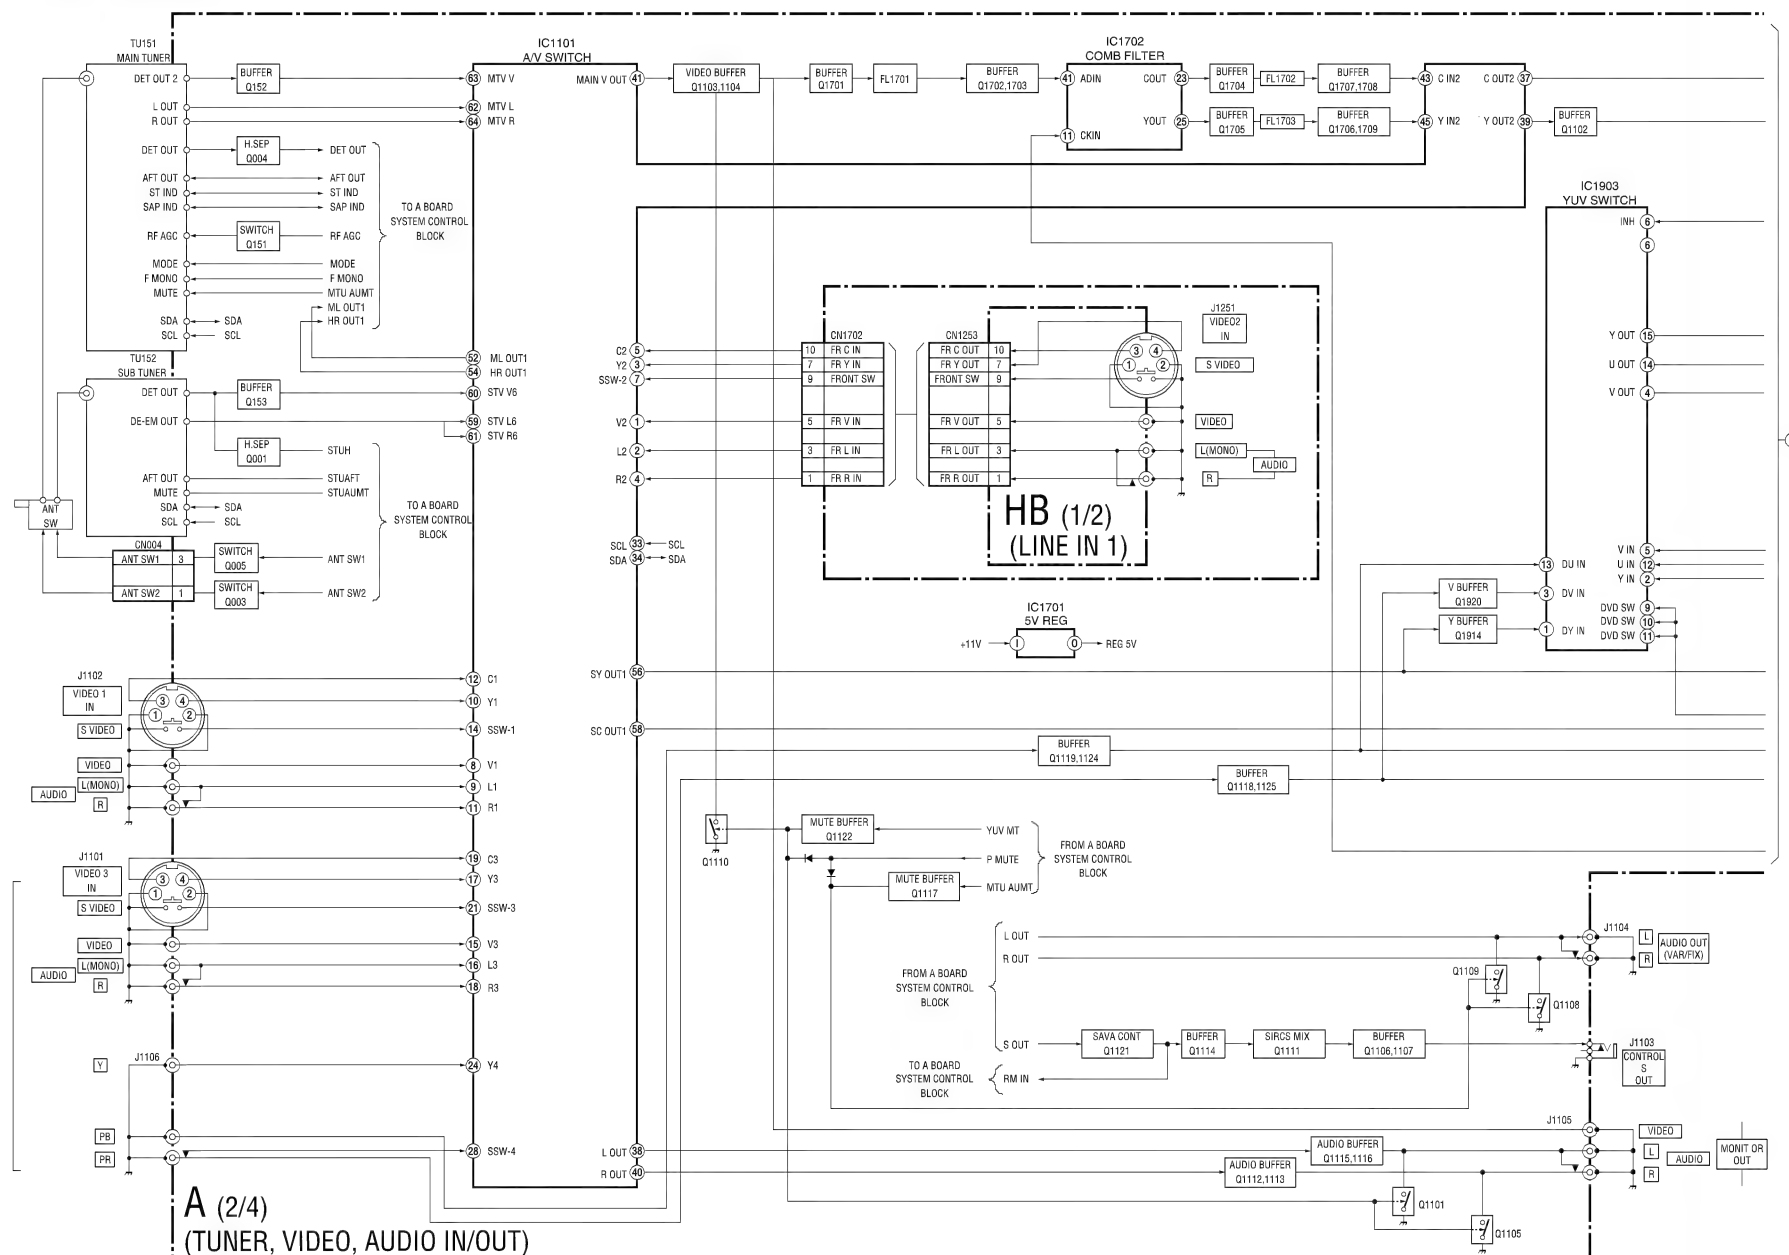 TU151
MAIN TUNER
DET OUT 2
L OUT
R OUT
DET OUT
AFT OUT
ST IND
SAP IND
RF AGC
MODE
F MONO
MUTE
SDA
SCL
BUFFER
Q152
H.SEP
Q004
SWITCH
Q151
DET OUT
AFT OUT
ST IND
SAP IND
RF AGC
MODE
F MONO
MTU AUMT
ML OUT1
HR OUT1
SDA
SCL
TO A BOARD
SYSTEM CONTROL
BLOCK
TU152
SUB TUNER
DET OUT
DE-EM OUT
AFT OUT
MUTE
SDA
SCL
BUFFER
Q153
H.SEP
Q001
STUH
STUAFT
STUAUMT
SDA
SCL
TO A BOARD
SYSTEM CONTROL
BLOCK
ANT
SW
CN004
ANT SW1 3
ANT SW2 1
SWITCH
Q005
SWITCH
Q003
ANT SW1
ANT SW2
IC1101
A/V SWITCH
63 MTV V
62 MTV L
64 MTV R
52 ML OUT1
54 HR OUT1
60 STV V6
59 STV L6
61 STV R6
12 C1
10 Y1
14 SSW-1
8 V1
9 L1
11 R1
19 C3
17 Y3
21 SSW-3
15 V3
16 L3
18 R3
24 Y4
28 SSW-4
MAIN V OUT 41
C2 5
Y2 3
SSW-2 7
V2 1
L2 2
R2 4
SCL 33 SCL
SDA 34 SDA
SY OUT1 56
SC OUT1 58
L OUT 38
R OUT 40
VIDEO BUFFER
Q1103,1104
BUFFER
Q1701
FL1701
BUFFER
Q1702,1703
IC1702
COMB FILTER
41 ADIN
11 CKIN
COUT 23
YOUT 25
BUFFER
Q1704
FL1702
BUFFER
Q1707,1708
BUFFER
Q1705
FL1703
BUFFER
Q1706,1709
43 C IN2
45 Y IN2
C OUT2 37
Y OUT2 39
BUFFER
Q1102
IC1903
YUV SWITCH
INH 6
6
Y OUT 15
U OUT 14
V OUT 4
V IN 5
U IN 12
Y IN 2
DVD SW 9
DVD SW 10
DVD SW 11
13 DU IN
3 DV IN
1 DY IN
V BUFFER
Q1920
Y BUFFER
Q1914
CN1702
10 FR C IN
7 FR Y IN
9 FRONT SW
5 FR V IN
3 FR L IN
1 FR R IN
CN1253
FR C OUT 10
FR Y OUT 7
FRONT SW 9
FR V OUT 5
FR L OUT 3
FR R OUT 1
3 4
1 2
J1251
VIDEO2
IN
S VIDEO
VIDEO
L(MONO)
AUDIO
R
HB (1/2)
(LINE IN 1)
IC1701
5V REG
+11V I O REG 5V
J1102
VIDEO 1
IN
3 4
1 2
S VIDEO
VIDEO
L(MONO)
AUDIO
R
J1101
VIDEO 3
IN
3 4
1 2
S VIDEO
VIDEO
L(MONO)
AUDIO
R
Y
J1106
PB
PR
BUFFER
Q1119,1124
BUFFER
Q1118,1125
Q1110
MUTE BUFFER
Q1122
YUV MT
P MUTE
MUTE BUFFER
Q1117
MTU AUMT
FROM A BOARD
SYSTEM CONTROL
BLOCK
L OUT
R OUT
FROM A BOARD
SYSTEM CONTROL
BLOCK
S OUT
SAVA CONT
Q1121
BUFFER
Q1114
SIRCS MIX
Q1111
BUFFER
Q1106,1107
TO A BOARD
SYSTEM CONTROL
BLOCK
RM IN
Q1109
Q1108
J1104
L
R
AUDIO OUT
(VAR/FIX)
J1103
CONTROL
S
OUT
J1105
VIDEO
L
AUDIO
R
MONIT OR
OUT
AUDIO BUFFER
Q1115,1116
AUDIO BUFFER
Q1112,1113
Q1101
Q1105
A (2/4)
(TUNER, VIDEO, AUDIO IN/OUT)